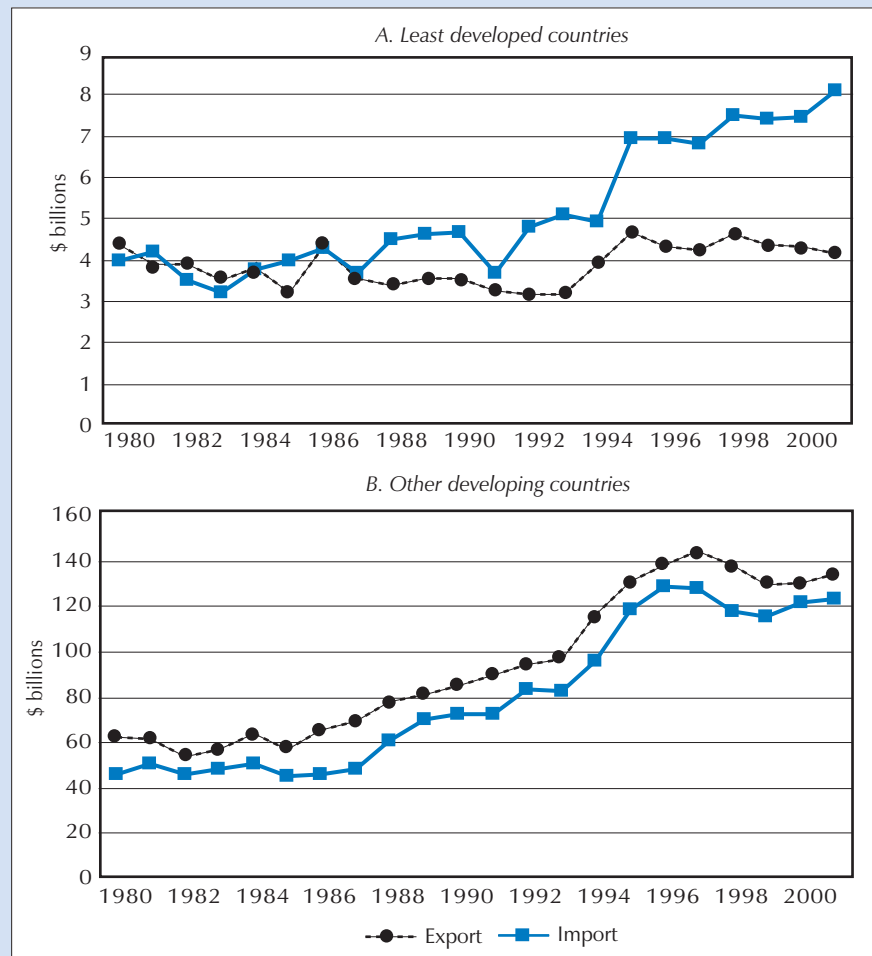 A. Least developed countries
9
8
7
6
5
4
3
2
1
0
$ billions
1980 1982 1984 1986 1988 1990 1992 1994 1996 1998 2000
B. Other developing countries
160
140
120
100
80
60
40
20
0
$ billions
1980 1982 1984 1986 1988 1990 1992 1994 1996 1998 2000
Export Import